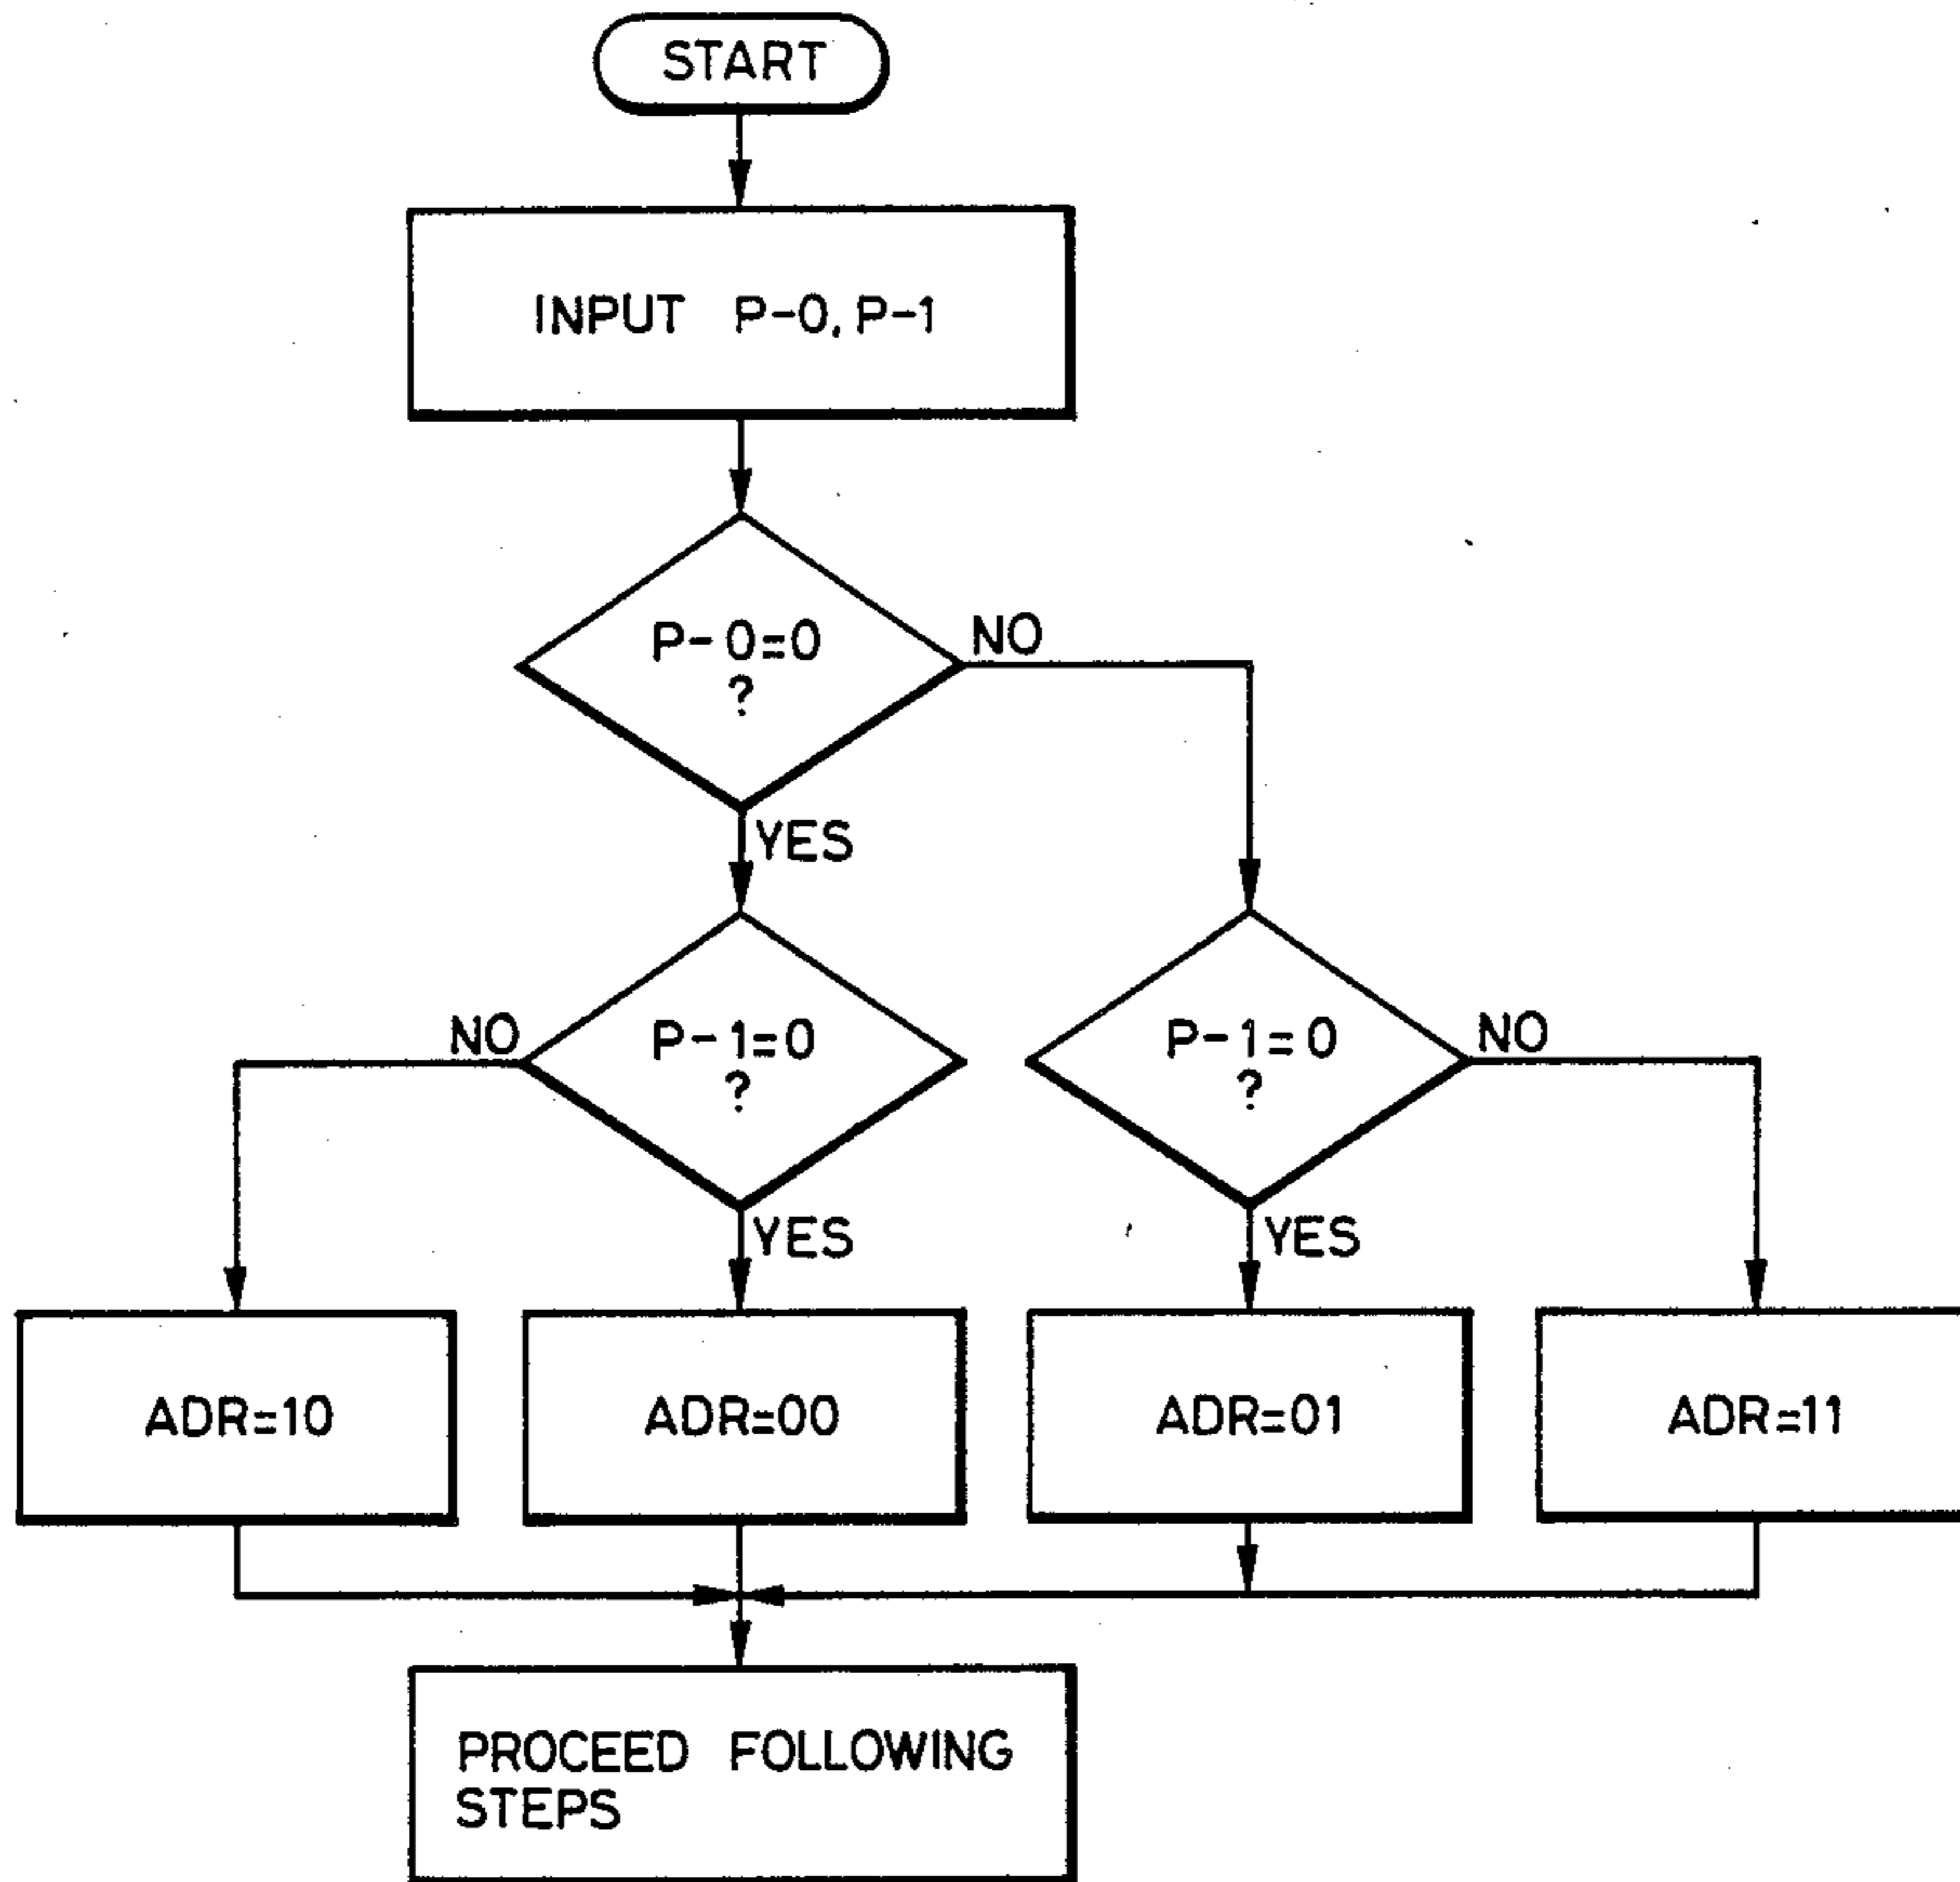 START
INPUT P-0, P-1
P-0=0
?
NO
YES
NO
P-1=0
?
P-1=0
?
NO
YES
YES
ADR=10
ADR=00
ADR=01
ADR=11
PROCEED FOLLOWING
STEPS